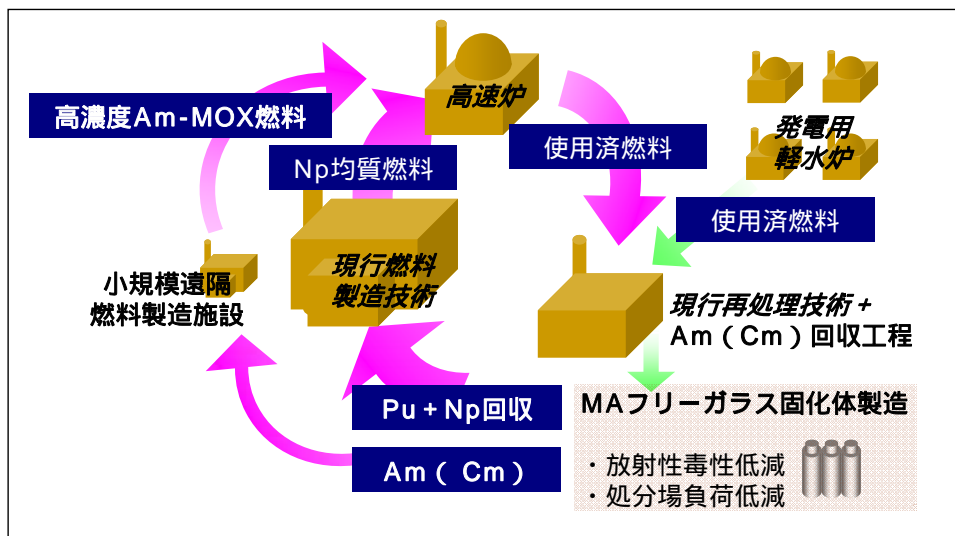 高速炉
高濃度Am-MOX燃料
発電用
軽水炉
使用済燃料
Np均質燃料
使用済燃料
現行燃料
製造技術
小規模遠隔
燃料製造施設
現行再処理技術+
Am(Cm)回収工程
Pu+Np回収
MAフリーガラス固化体製造
Am( Cm)
・放射性毒性低減
・処分場負荷低減